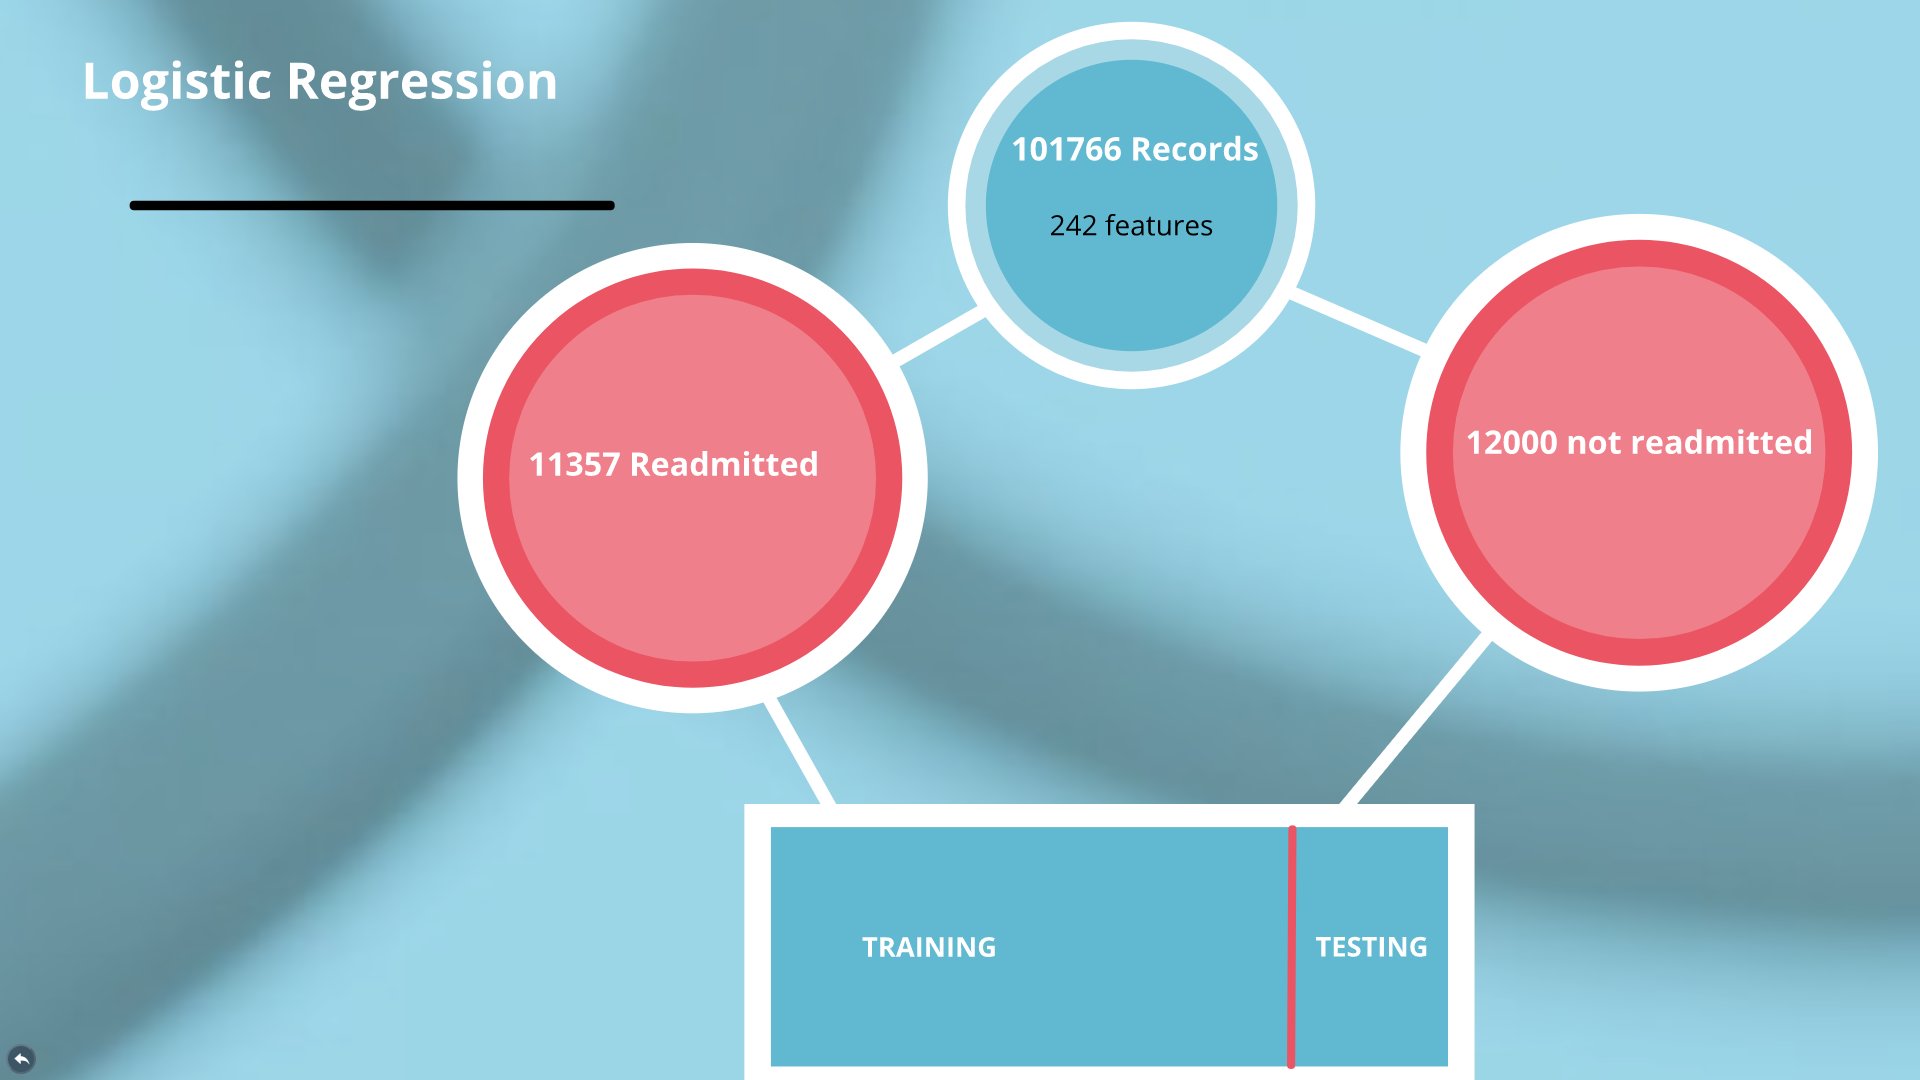 Logistic Regression
101766 Records
242 features
11357 Readmitted
12000 not readmitted
TRAINING
TESTING